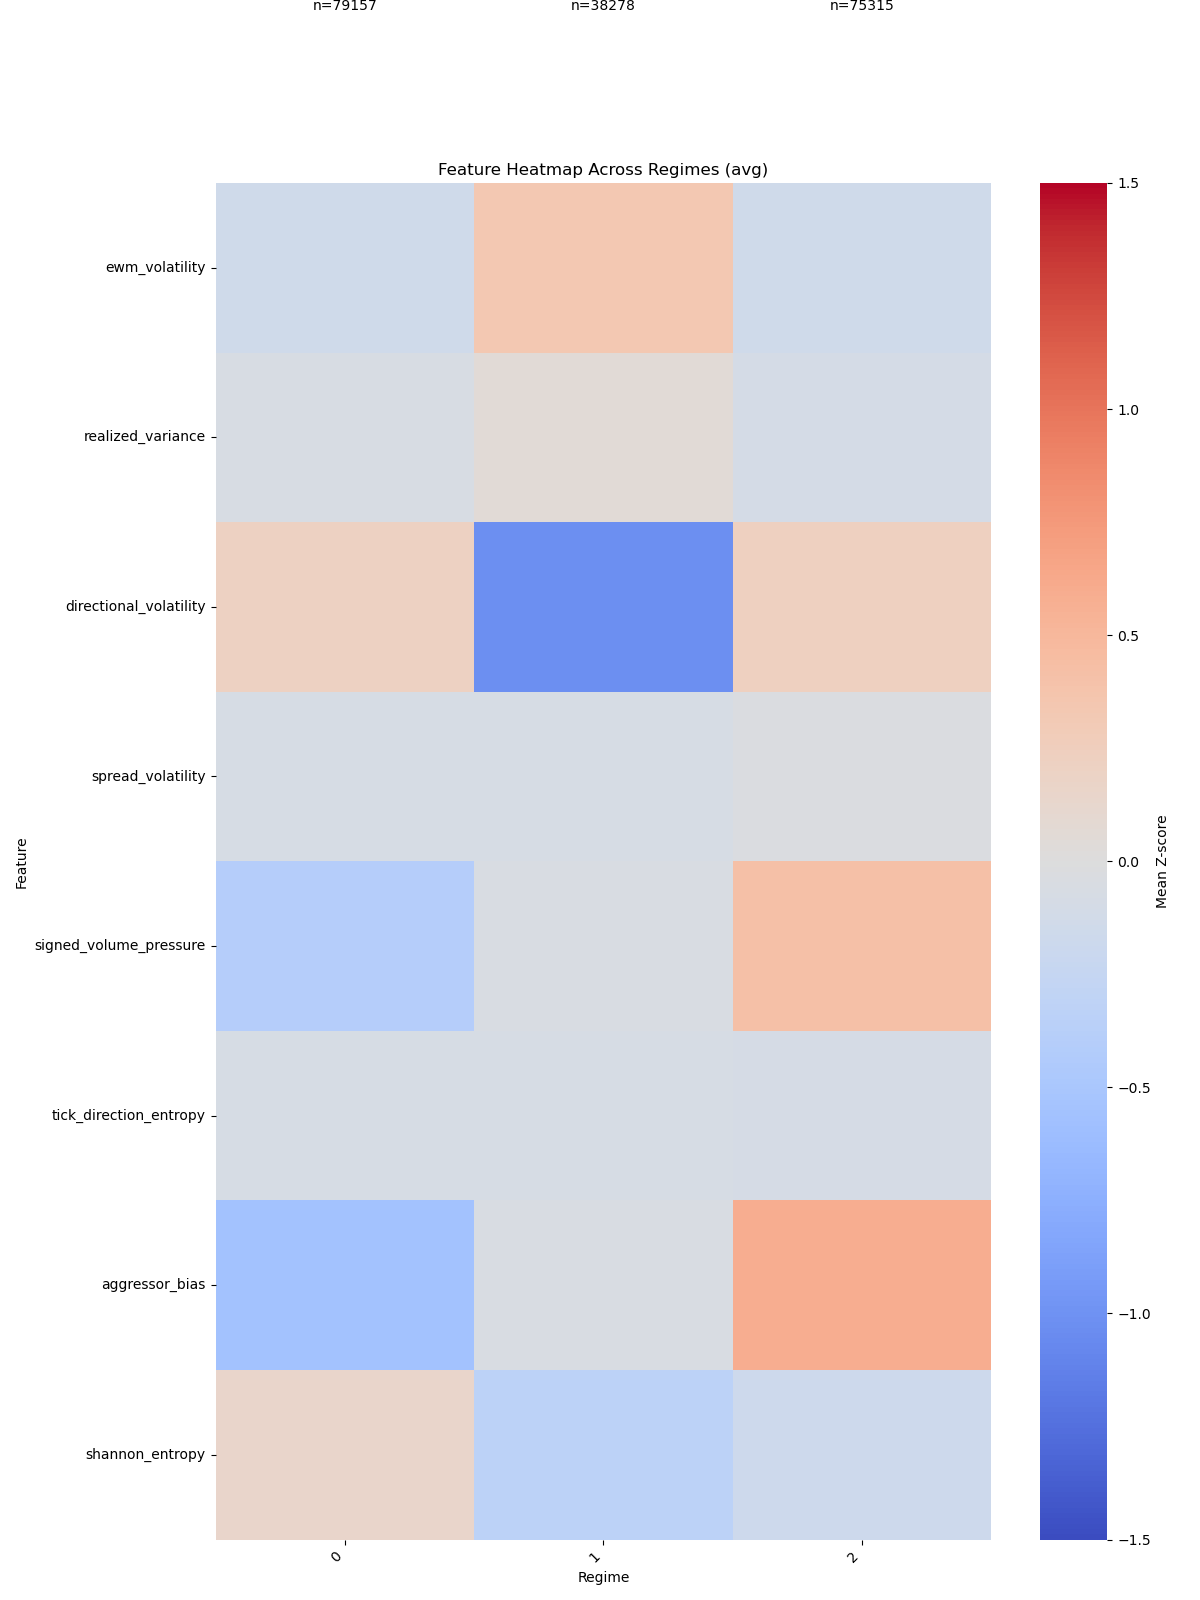 n=79157
n=38278
n=75315
Feature Heatmap Across Regimes (avg)
ewm_volatility
realized_variance
directional_volatility
spread_volatility
signed_volume_pressure
tick_direction_entropy
aggressor_bias
shannon_entropy
Feature
0
1
2
Regime
1.5
1.0
0.5
0.0
−0.5
−1.0
−1.5
Mean Z-score